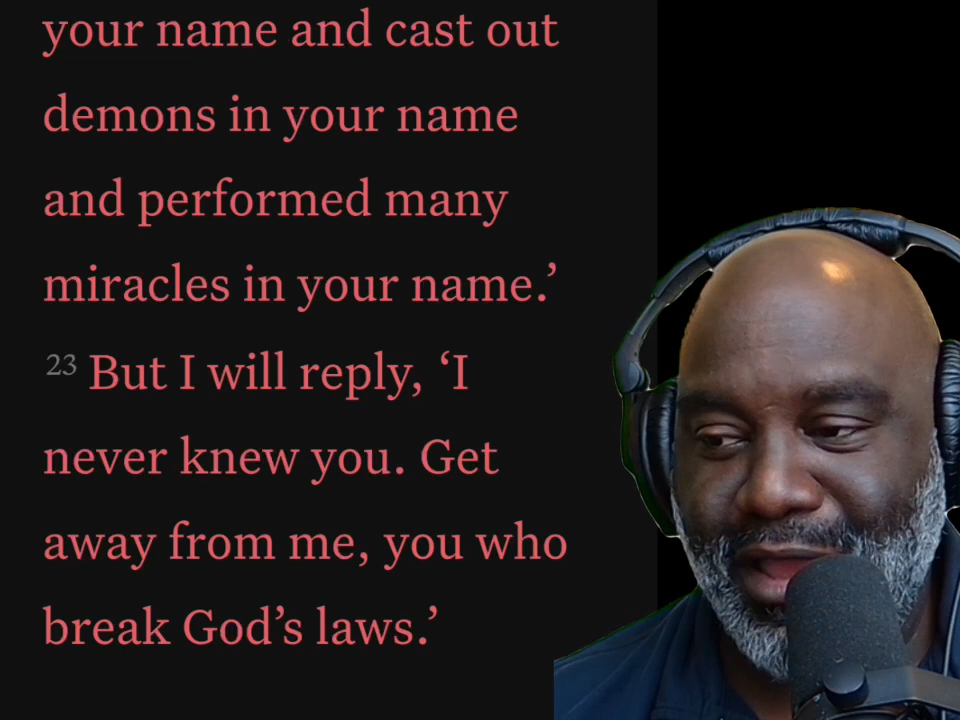 your name and cast out
demons in your name
and performed many
miracles in your name.’
23 But I will reply, ‘I
never knew you. Get
away from me, you who
break God’s laws.’